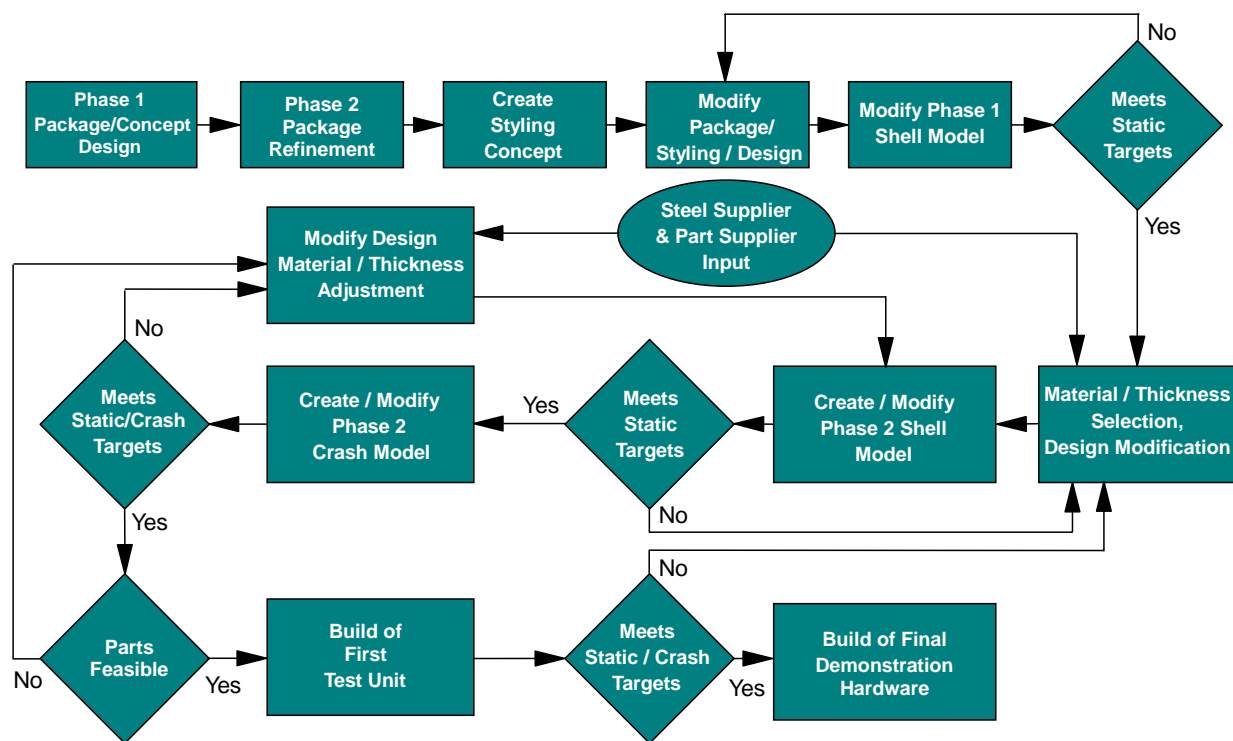 No
Phase 1
Package/Concept
Design
Phase 2
Package
Refinement
Create
Styling
Concept
Modify
Package/
Styling / Design
Modify Phase 1
Shell Model
Meets
Static
Targets
Yes
Steel Supplier
& Part Supplier
Input
Modify Design
Material / Thickness
Adjustment
No
Meets
Static/Crash
Targets
Create / Modify
Phase 2
Crash Model
Yes
Meets
Static
Targets
Create / Modify
Phase 2 Shell
Model
Material / Thickness
Selection,
Design Modification
Yes
No
No
Parts
Feasible
No
Yes
Build of
First
Test Unit
Meets
Static / Crash
Targets
Yes
Build of Final
Demonstration
Hardware